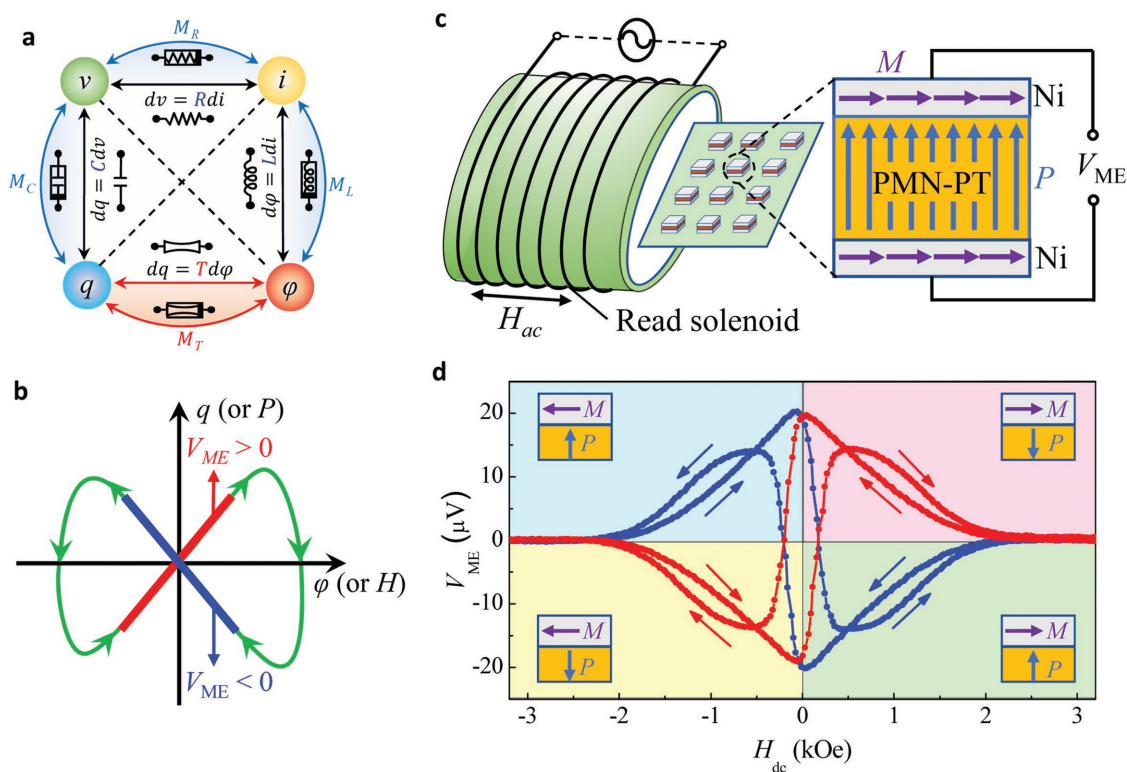 a
M_R
v
i
dv = Rdi
M_C
dq = Cdv
dφ = Ldi
M_L
dq = Tdφ
q
φ
M_T
b
q (or P)
V_ME > 0
φ (or H)
V_ME < 0
c
M
Ni
PMN-PT
P
V_ME
Ni
H_ac
Read solenoid
d
V_ME (μV)
20
10
0
-10
-20
M
P
M
P
M
P
M
P
-3
-2
-1
0
1
2
3
H_dc (kOe)